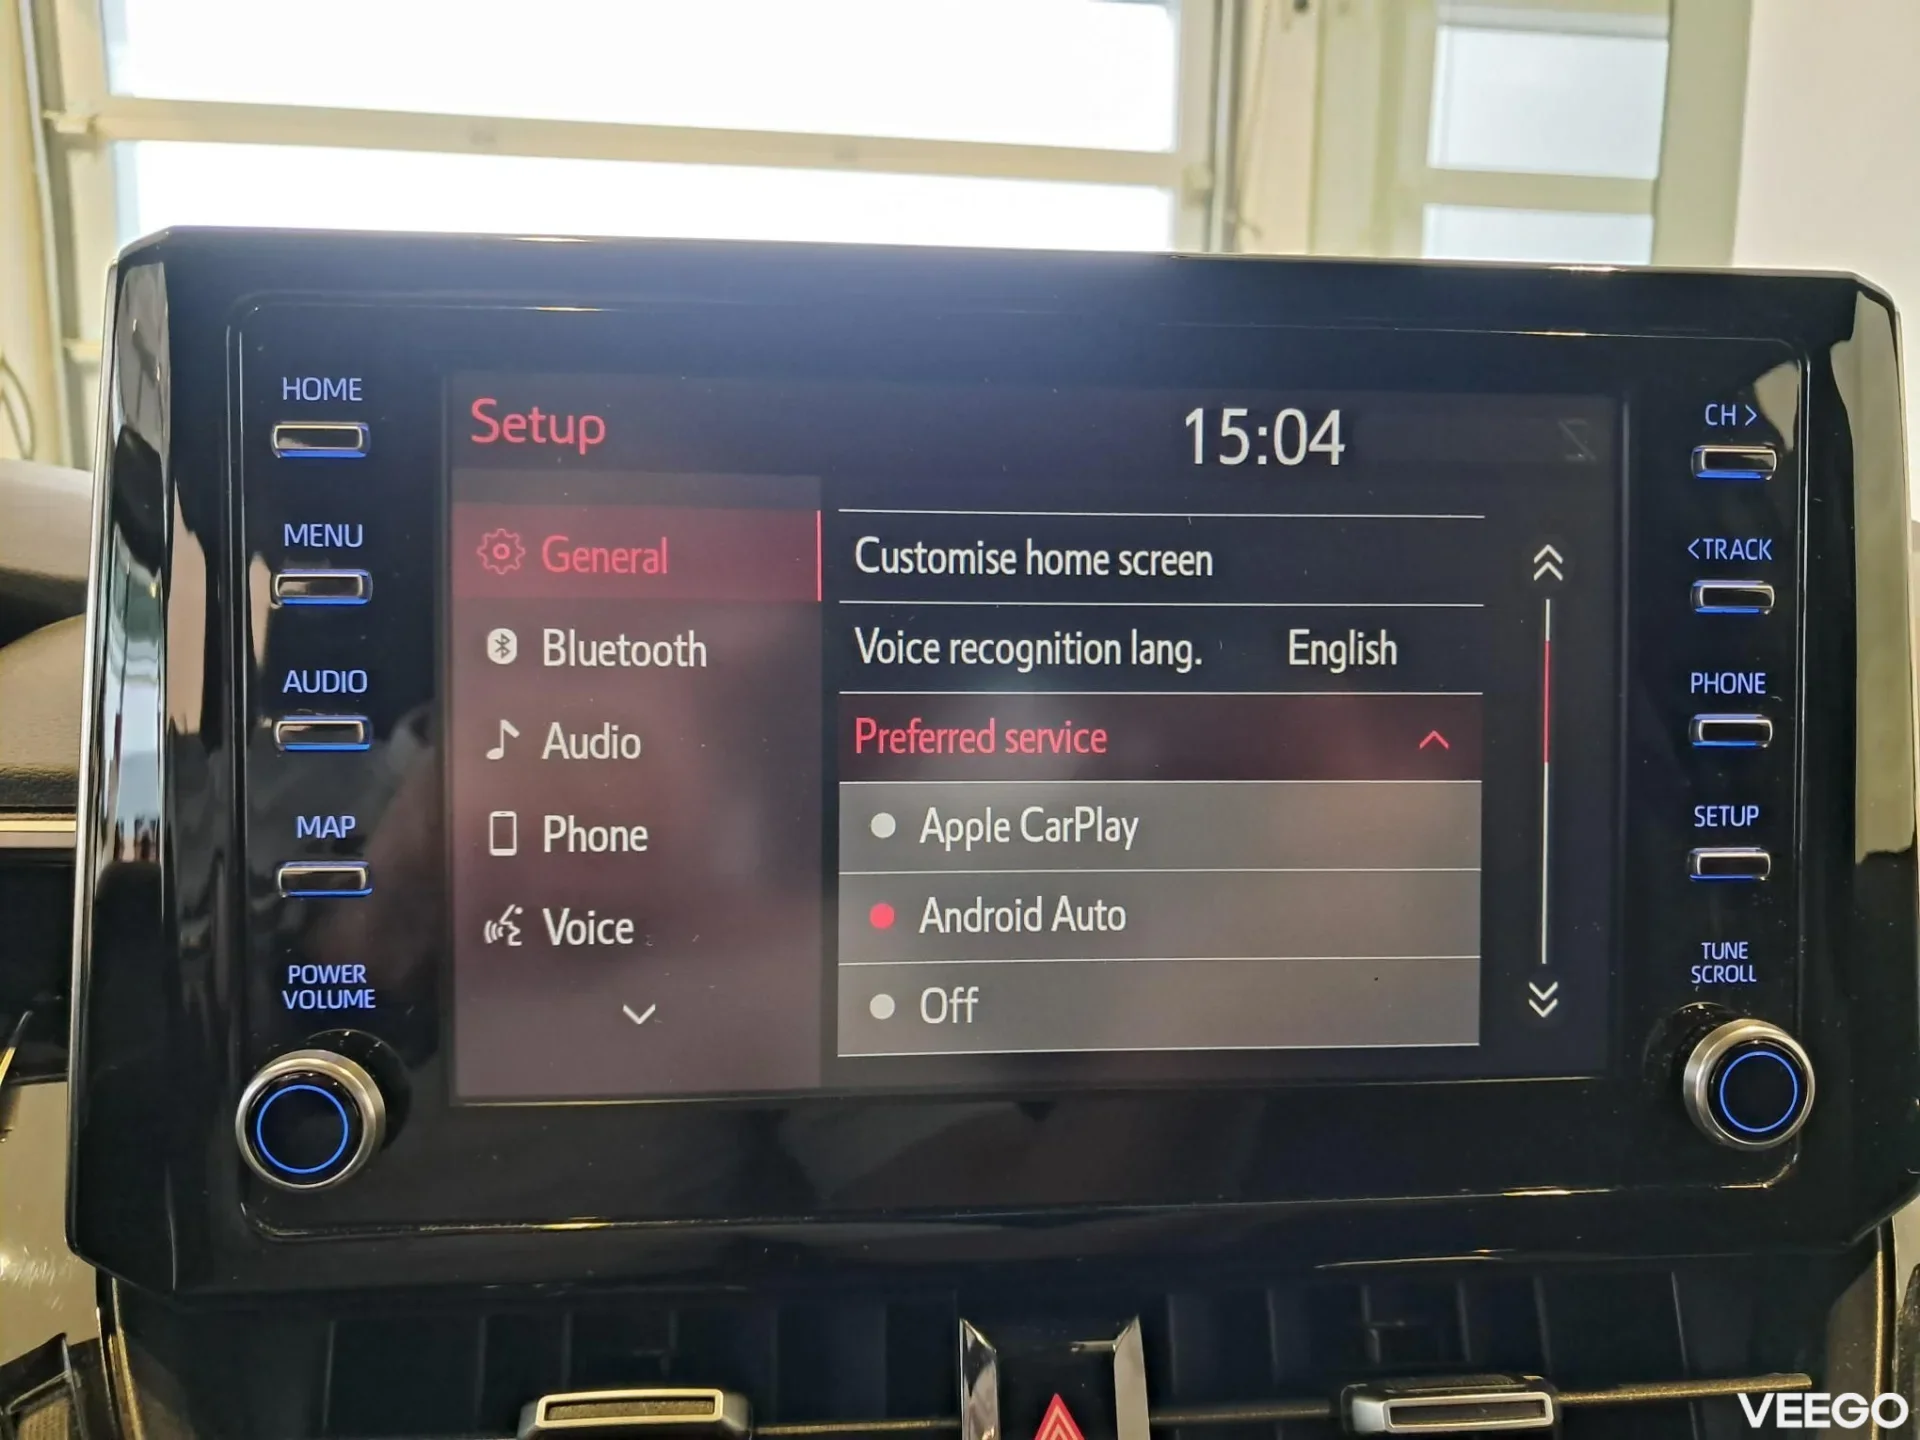 HOME
MENU
AUDIO
MAP
POWER
VOLUME
Setup
15:04
General
Bluetooth
Audio
Phone
Voice
Customise home screen
Voice recognition lang. English
Preferred service
Apple CarPlay
Android Auto
Off
CH >
<TRACK
PHONE
SETUP
TUNE
SCROLL
VEEGO